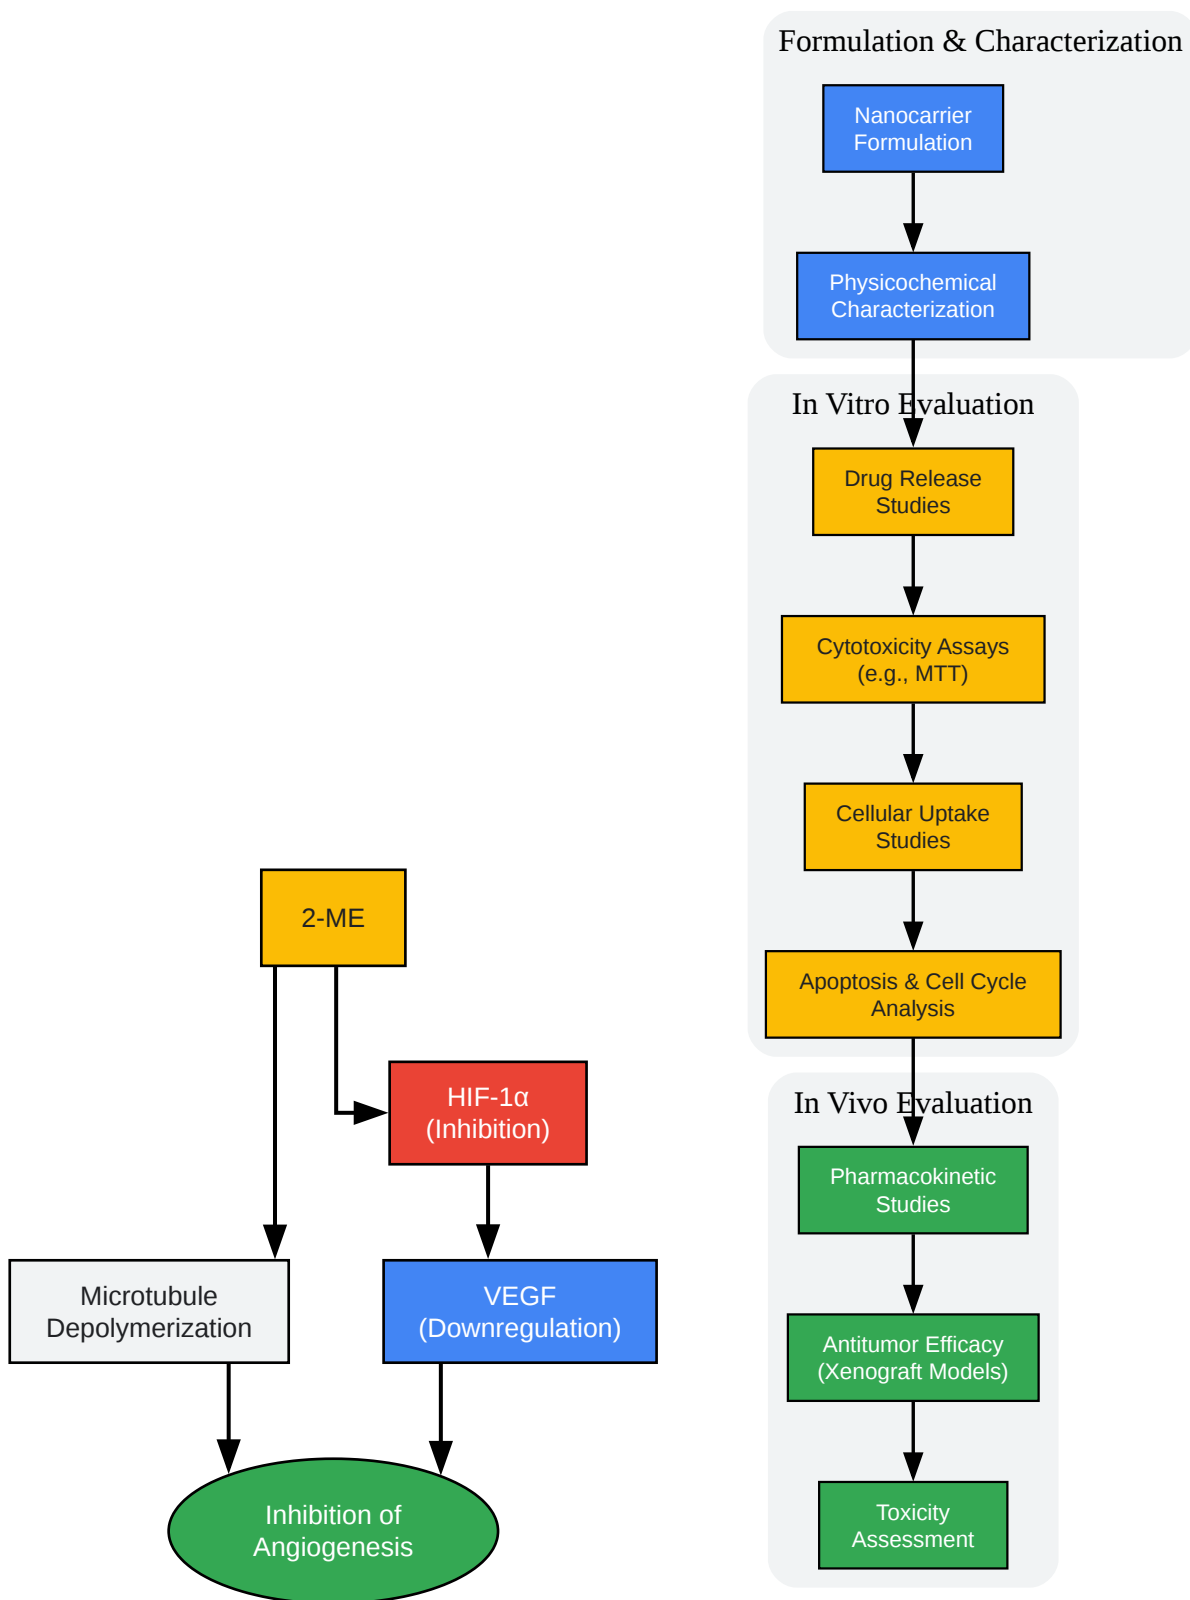 Formulation & Characterization
Nanocarrier
Formulation
Physicochemical
Characterization
In Vitro Evaluation
Drug Release
Studies
Cytotoxicity Assays
(e.g., MTT)
Cellular Uptake
Studies
Apoptosis & Cell Cycle
Analysis
In Vivo Evaluation
Pharmacokinetic
Studies
Antitumor Efficacy
(Xenograft Models)
Toxicity
Assessment
2-ME
HIF-1α
(Inhibition)
Microtubule
Depolymerization
VEGF
(Downregulation)
Inhibition of
Angiogenesis